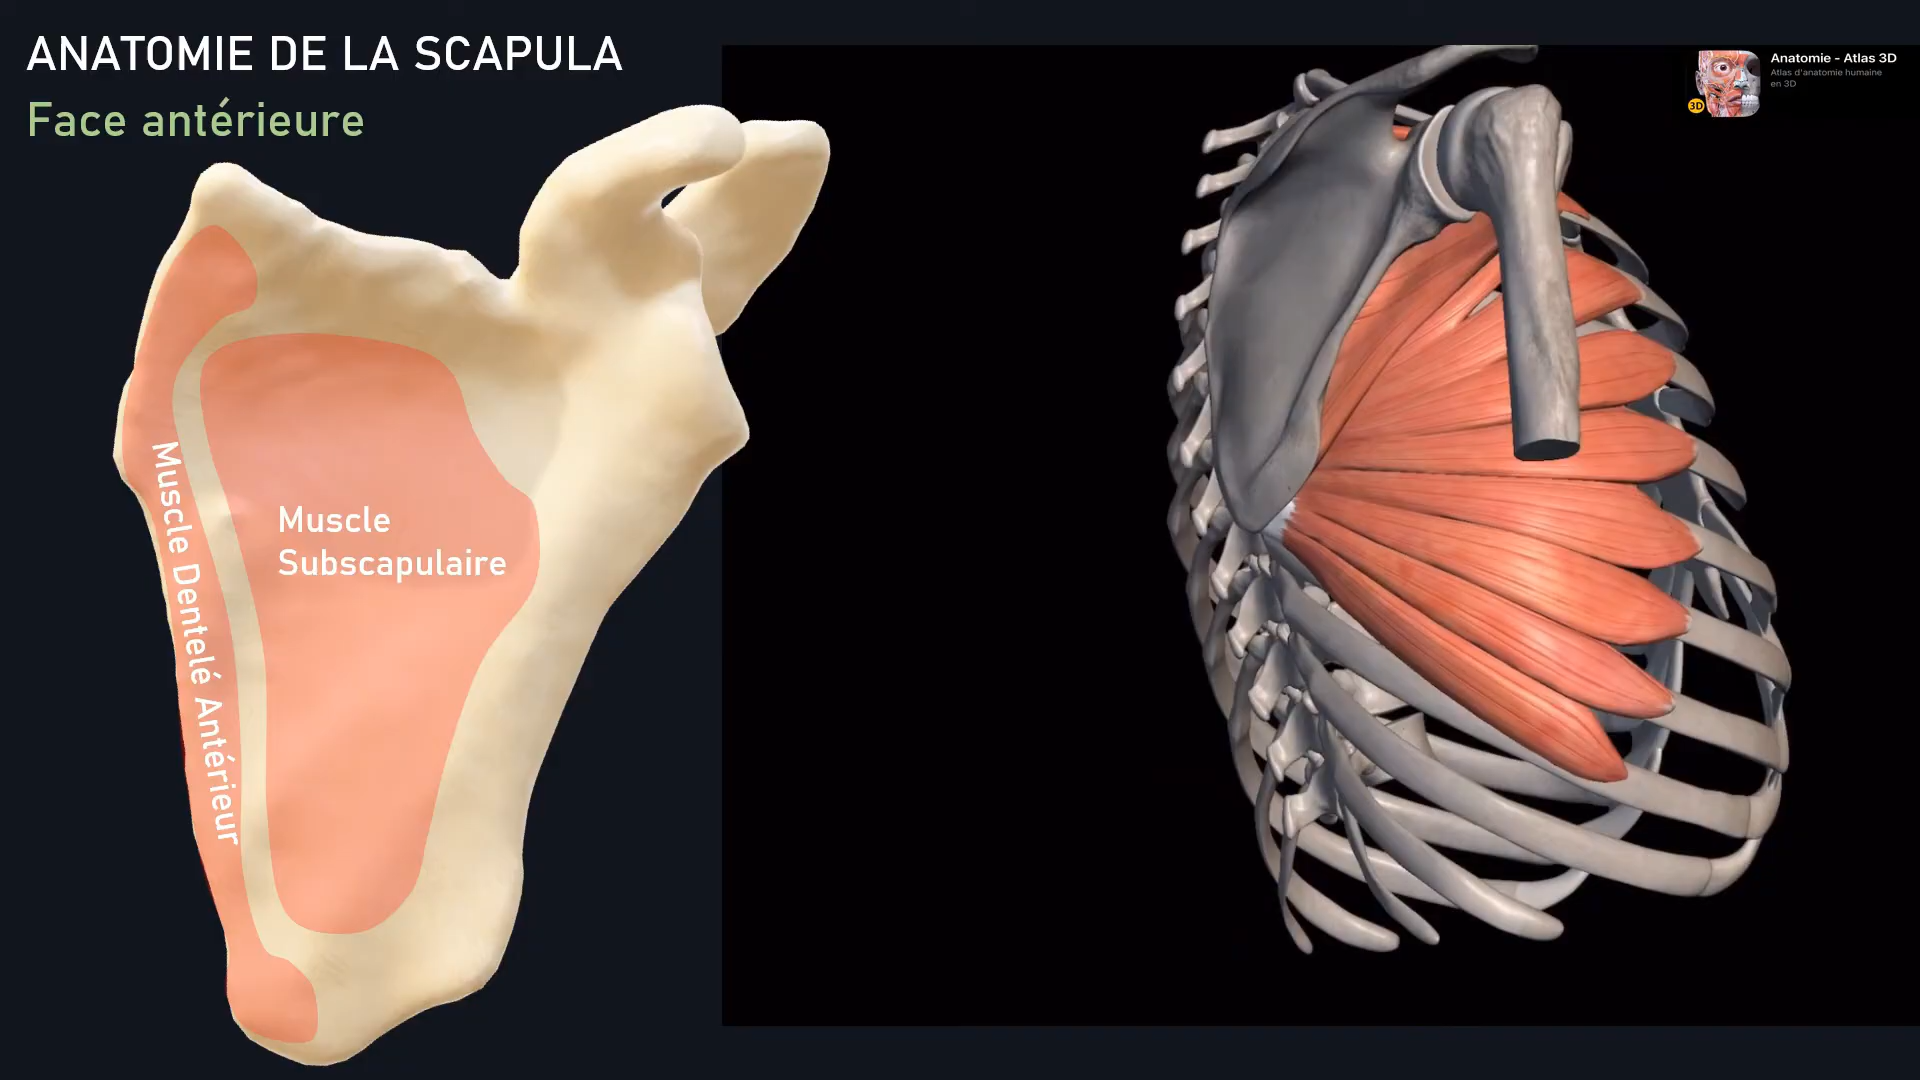 ANATOMIE DE LA SCAPULA
Face antérieure
Muscle Dentelé Antérieur
Muscle
Subscapulaire
3D
Anatomie - Atlas 3D
Atlas d'anatomie humaine
en 3D